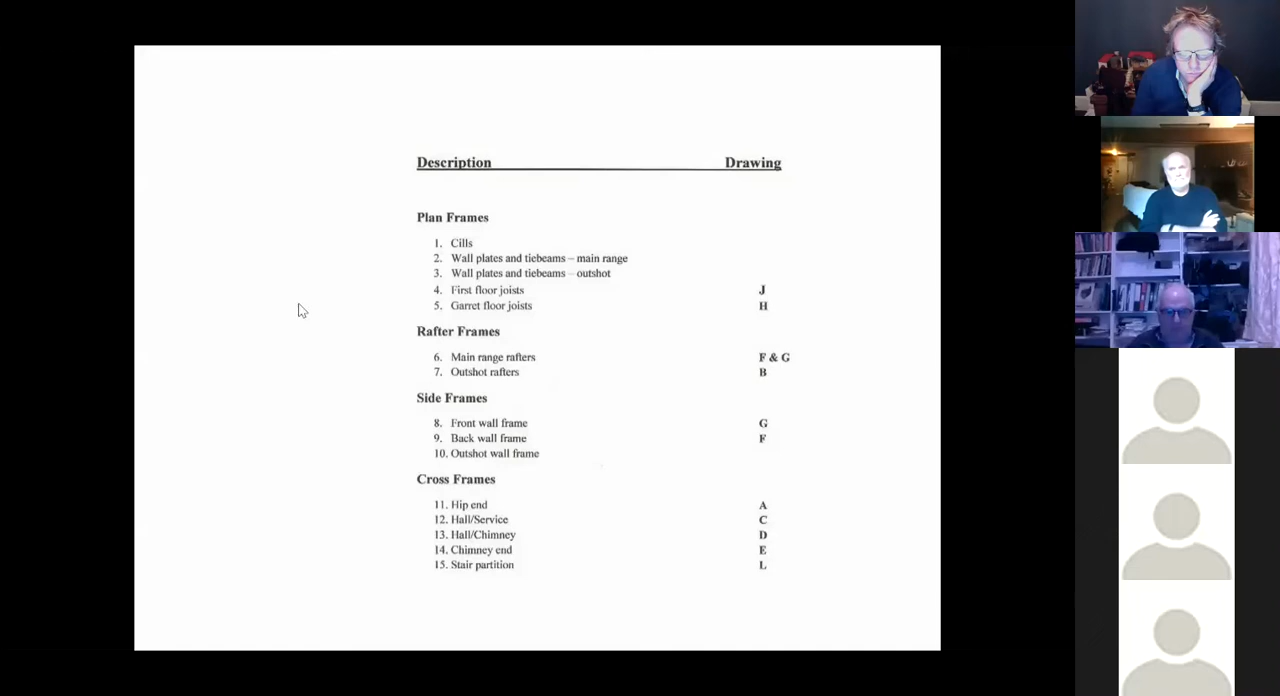 Description Drawing
Plan Frames
1. Cills
2. Wall plates and tiebeams – main range
3. Wall plates and tiebeams – outshot
4. First floor joists J
5. Garret floor joists H
Rafter Frames
6. Main range rafters F & G
7. Outshot rafters B
Side Frames
8. Front wall frame G
9. Back wall frame F
10. Outshot wall frame
Cross Frames
11. Hip end A
12. Hall/Service C
13. Hall/Chimney D
14. Chimney end E
15. Stair partition L